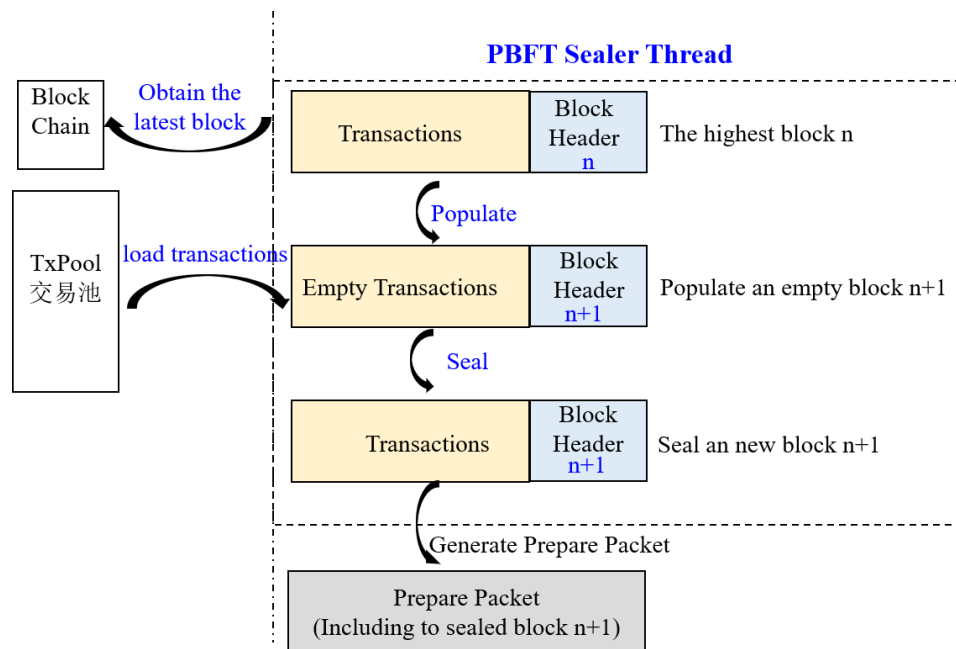 PBFT Sealer Thread
Block
Chain
Obtain the
latest block
Transactions
Block
Header
n
The highest block n
Populate
TxPool
交易池
load transactions
Empty Transactions
Block
Header
n+1
Populate an empty block n+1
Seal
Transactions
Block
Header
n+1
Seal an new block n+1
Generate Prepare Packet
Prepare Packet
(Including to sealed block n+1)